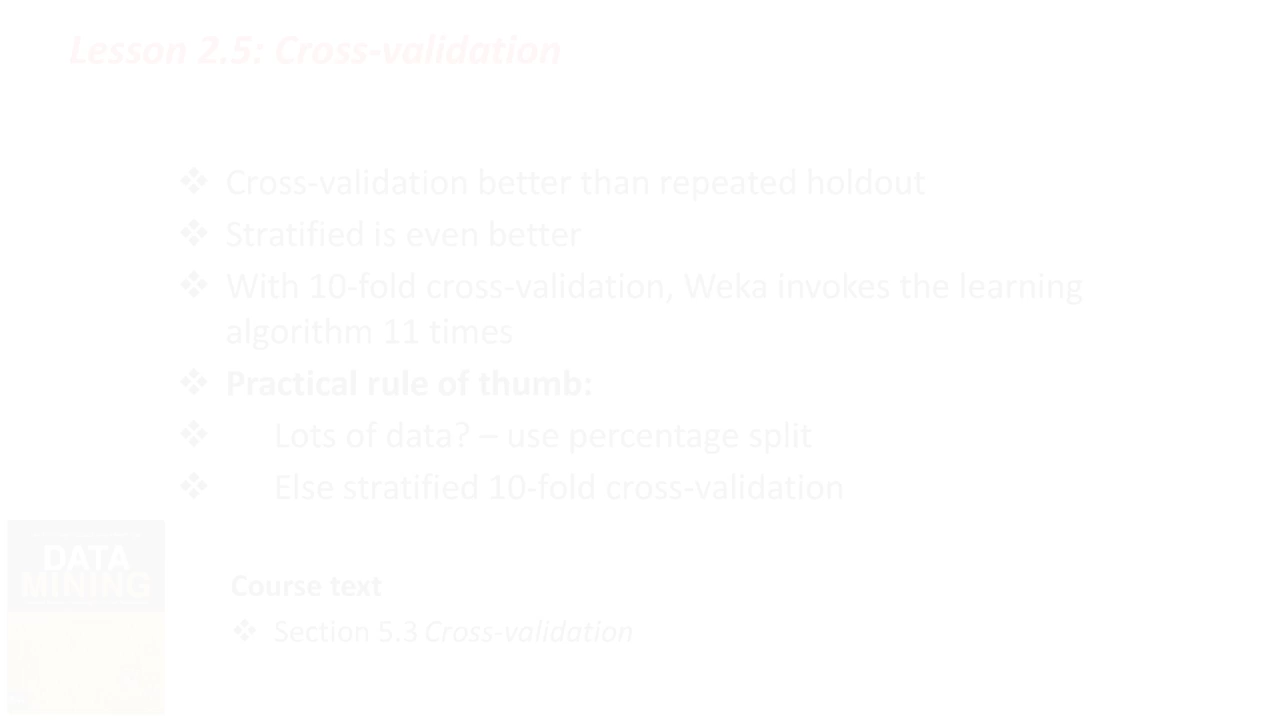 Lesson 2.5: Cross-validation
❖ Cross-validation better than repeated holdout
❖ Stratified is even better
❖ With 10-fold cross-validation, Weka invokes the learning
algorithm 11 times
❖ Practical rule of thumb:
❖ Lots of data? – use percentage split
❖ Else stratified 10-fold cross-validation
DATA
MINING
Course text
❖ Section 5.3 Cross-validation